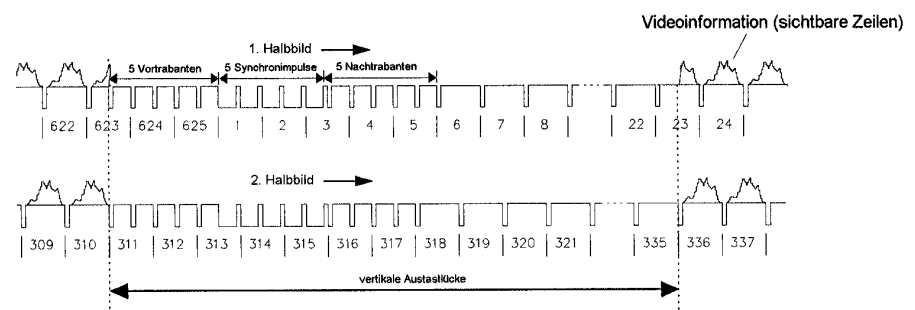 Videoinformation (sichtbare Zeilen)
1. Halbbild
5 Vortrabanten
5 Synchronimpulse
5 Nachtrabanten
622 623 624 625 1 2 3 4 5 6 7 8 22 23 24
2. Halbbild
309 310 311 312 313 314 315 316 317 318 319 320 321 335 336 337
vertikale Austastlücke